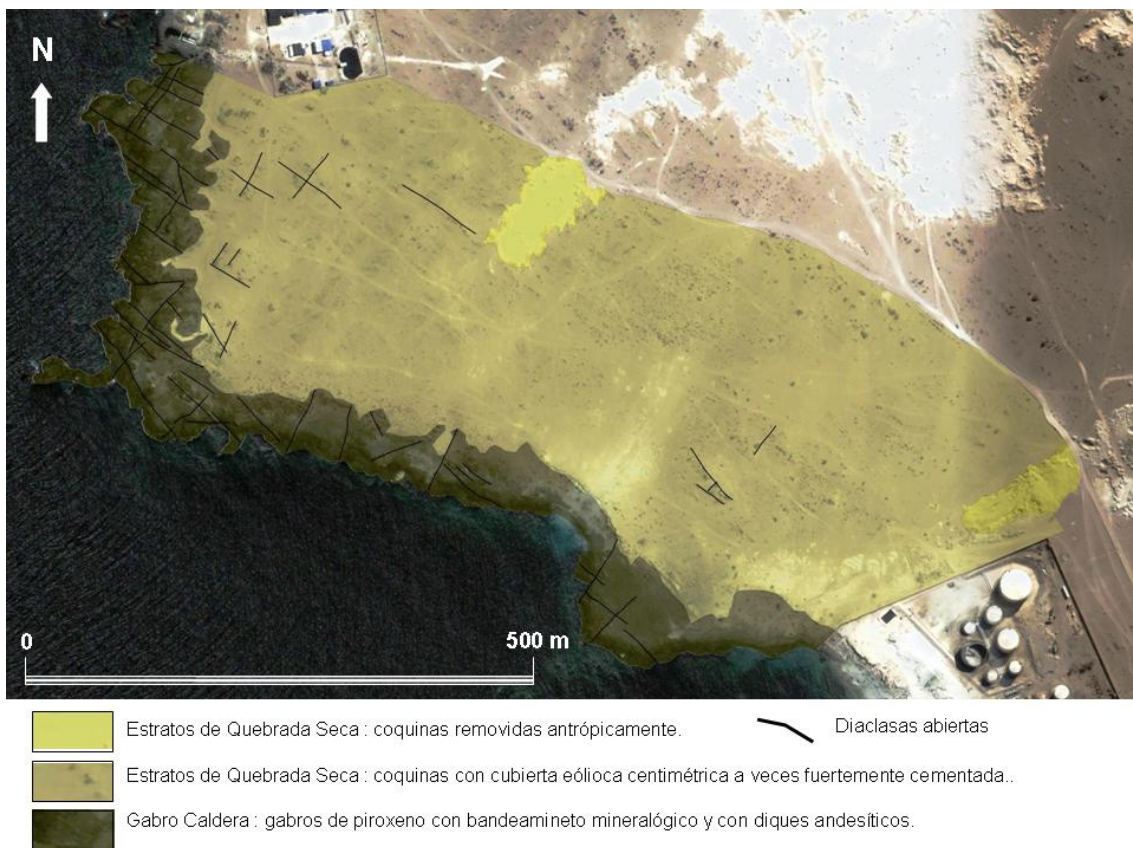 N
0 500 m
Estratos de Quebrada Seca : coquinas removidas antrópicamente.
Diaclasas abiertas
Estratos de Quebrada Seca : coquinas con cubierta eólioca centimétrica a veces fuertemente cementada..
Gabro Caldera : gabros de piroxeno con bandeamineto mineralógico y con diques andesíticos.